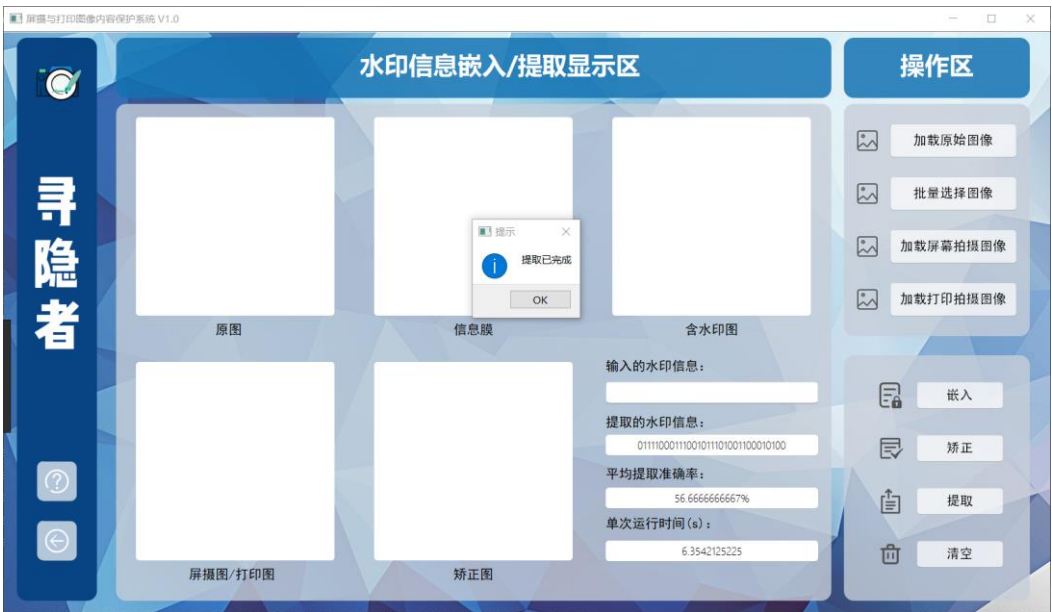 屏摄与打印图像内容保护系统 V1.0
寻隐者
水印信息嵌入/提取显示区
操作区
原图
信息膜
含水印图
提示
提取已完成
OK
屏摄图/打印图
矫正图
输入的水印信息:
提取的水印信息:
平均提取准确率:
56.6666666667%
单次运行时间(s):
6.3542125225
加载原始图像
批量选择图像
加载屏幕拍摄图像
加载打印拍摄图像
嵌入
矫正
提取
清空